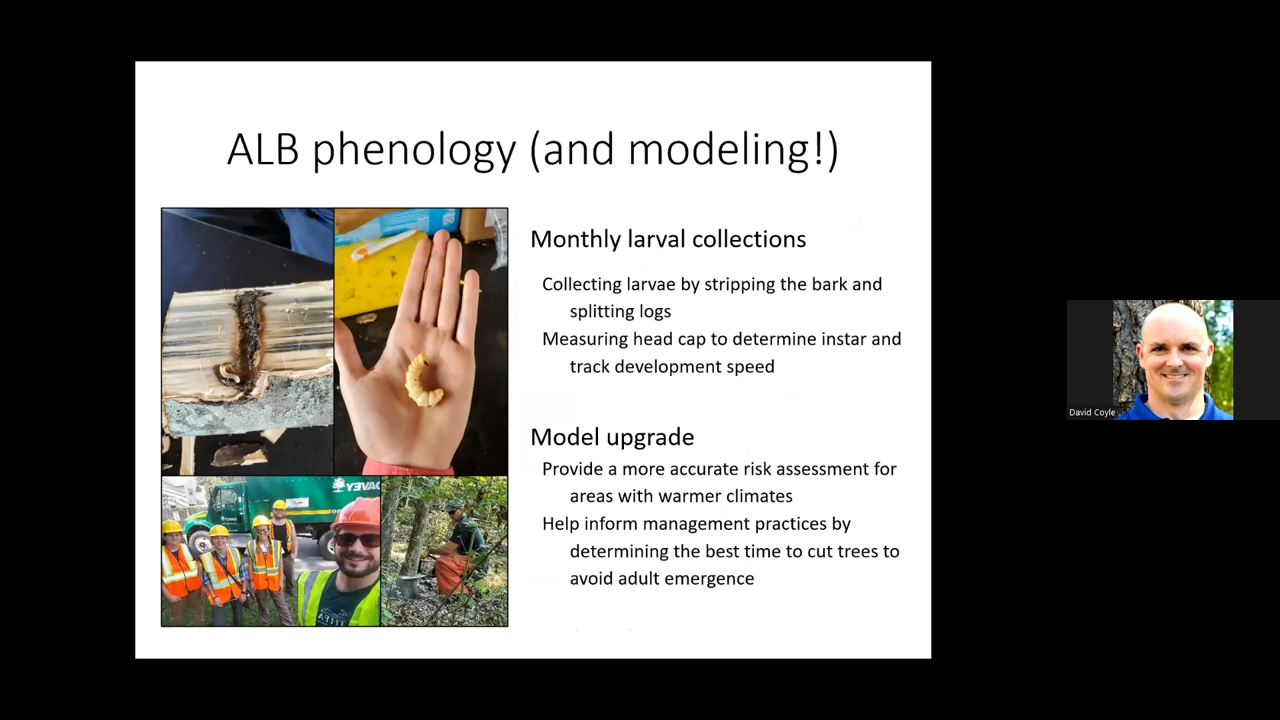 ALB phenology (and modeling!)
Monthly larval collections
Collecting larvae by stripping the bark and
splitting logs
Measuring head cap to determine instar and
track development speed
Model upgrade
Provide a more accurate risk assessment for
areas with warmer climates
Help inform management practices by
determining the best time to cut trees to
avoid adult emergence
DAVEY
David Coyle